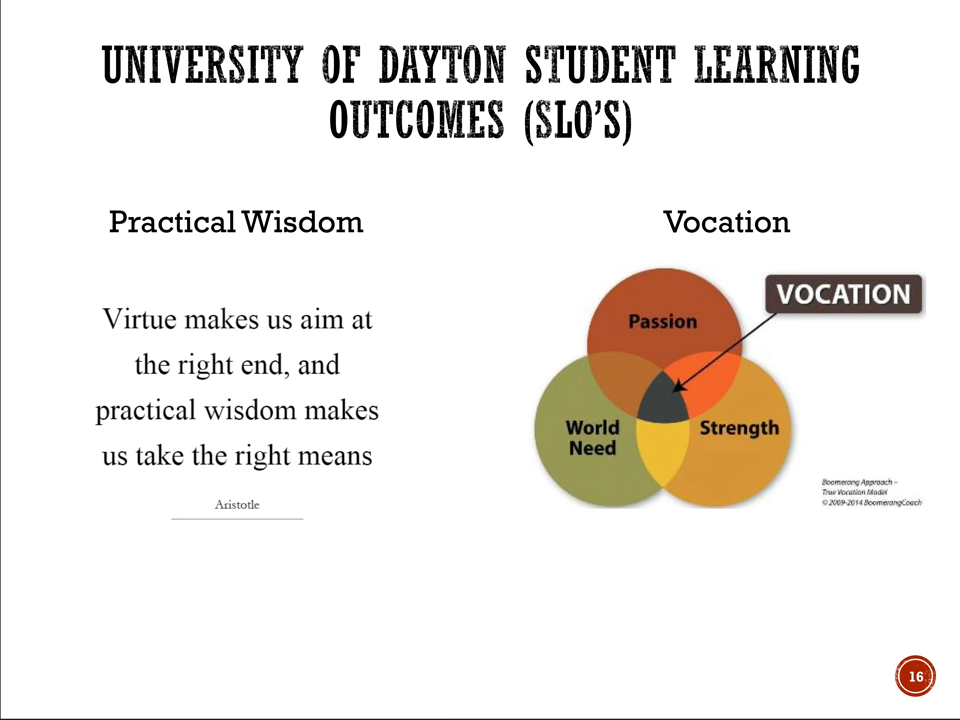 UNIVERSITY OF DAYTON STUDENT LEARNING
OUTCOMES (SLO'S)
Practical Wisdom
Virtue makes us aim at
the right end, and
practical wisdom makes
us take the right means
Aristotle
Vocation
VOCATION
Passion
World
Need
Strength
Boomerang Approach –
True Vocation Model
© 2009-2014 BoomerangCoach
16